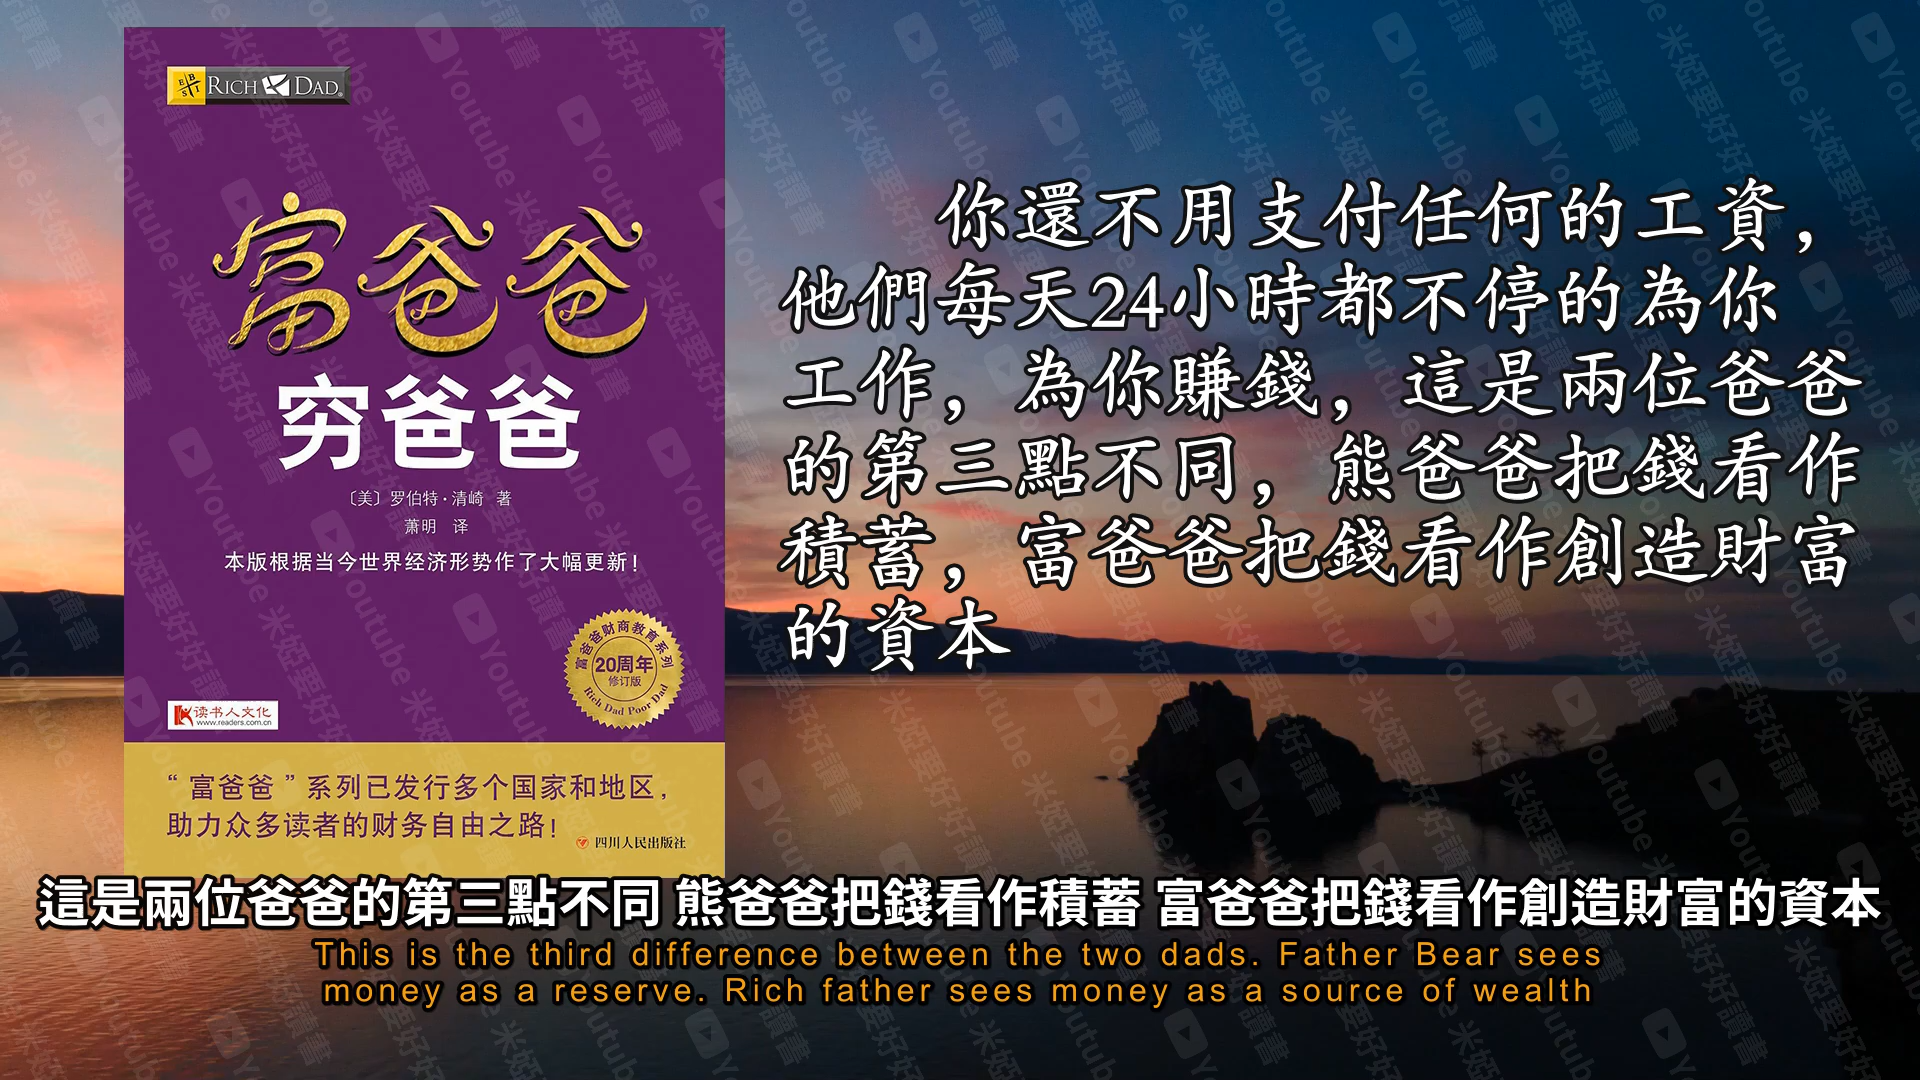 EBSI RICH DAD
富爸爸
穷爸爸
〔美〕罗伯特·清崎 著
萧明 译
本版根据当今世界经济形势作了大幅更新！
富爸爸财商教育系列
20周年
修订版
Rich Dad Poor Dad
读书人文化
www.readers.com.cn
“富爸爸”系列已发行多个国家和地区，
助力众多读者的财务自由之路！
四川人民出版社
你還不用支付任何的工資，
他們每天24小時都不停的為你
工作，為你賺錢，這是兩位爸爸
的第三點不同，熊爸爸把錢看作
積蓄，富爸爸把錢看作創造財富
的資本
這是兩位爸爸的第三點不同 熊爸爸把錢看作積蓄 富爸爸把錢看作創造財富的資本
This is the third difference between the two dads. Father Bear sees
money as a reserve. Rich father sees money as a source of wealth
Youtube 米婭要好好讀書